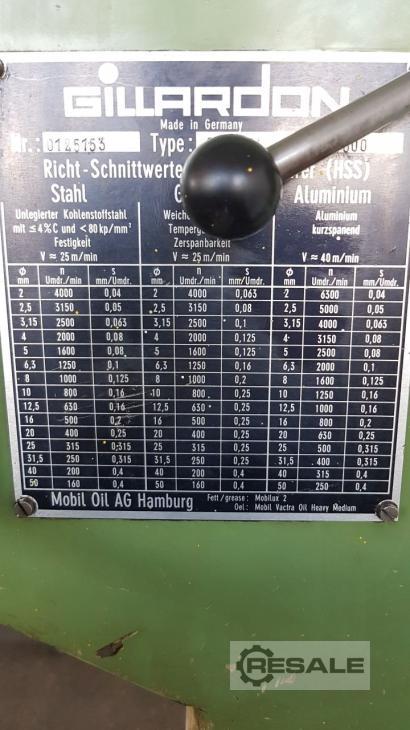 GILLARDON
Made in Germany
Nr.: 0125153 Type:
Richt-Schnittwerte (HSS)
Stahl Aluminium
Unlegierter Kohlenstoffstahl Weiche Aluminium
mit ≤4% C und <80 kp/mm² kurzspanend
Festigkeit Zerspanbarkeit
V ≈ 25 m/min V ≈ 25 m/min V ≈ 40 m/min
Ø n s Ø n s Ø n s
mm Umdr./min mm/Umdr. mm Umdr./min mm/Umdr. mm Umdr./min mm/Umdr.
2 4000 0,04 2 4000 0,063 2 6300 0,04
2,5 3150 0,05 2,5 3150 0,08 2,5 5000 0,05
3,15 2500 0,063 3,15 2500 0,1 3,15 4000 0,063
4 2000 0,08 4 2000 0,125 4 3150 0,08
5 1600 0,08 5 1600 0,125 5 2500 0,08
6,3 1250 0,1 6,3 1250 0,16 6,3 2000 0,1
8 1000 0,125 8 1000 0,2 8 1600 0,125
10 800 0,16 10 800 0,25 10 1250 0,16
12,5 630 0,16 12,5 630 0,25 12,5 1000 0,16
16 500 0,2 16 500 0,25 16 800 0,2
20 400 0,25 20 400 0,25 20 630 0,25
25 315 0,315 25 315 0,25 25 500 0,315
31,5 250 0,315 31,5 250 0,25 31,5 400 0,315
40 200 0,4 40 200 0,25 40 315 0,4
50 160 0,4 50 160 0,25 50 250 0,4
Mobil Oil AG Hamburg Fett/grease: Mobilux 2
Oel: Mobil Vactra Oil Heavy Medium
RESALE